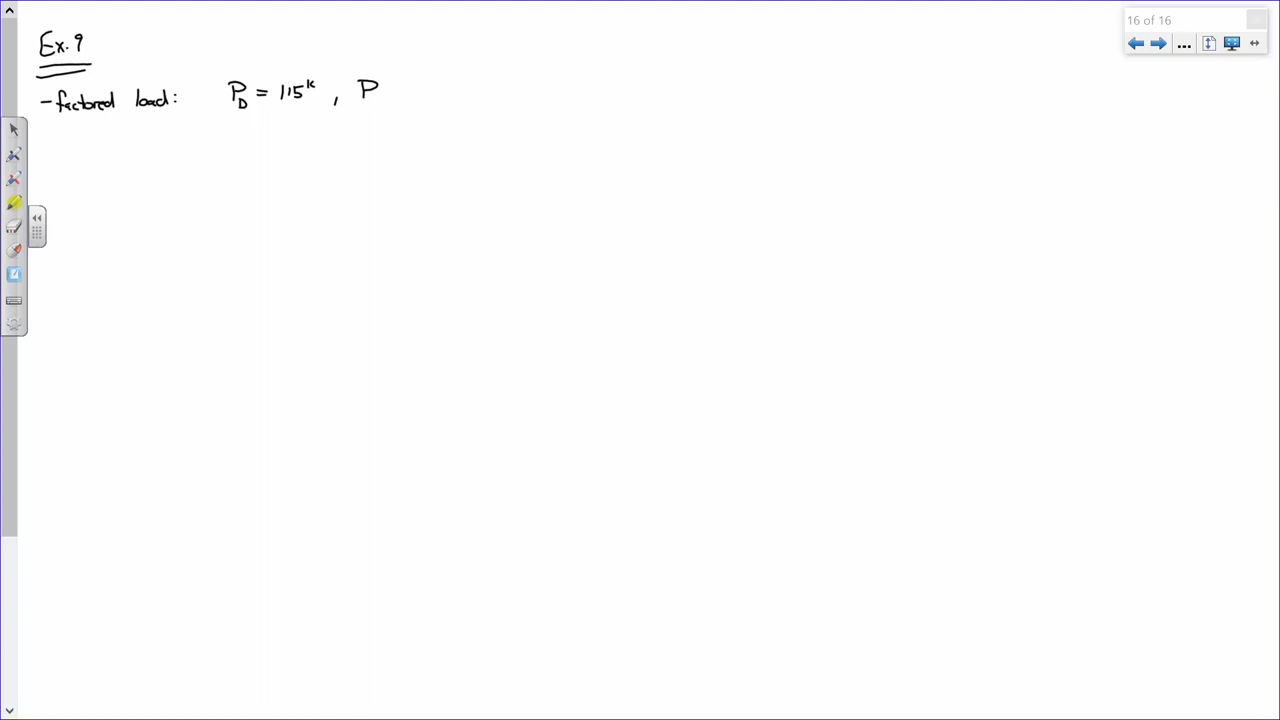 16 of 16
Ex. 9
- factored load: P_D = 115^k , P